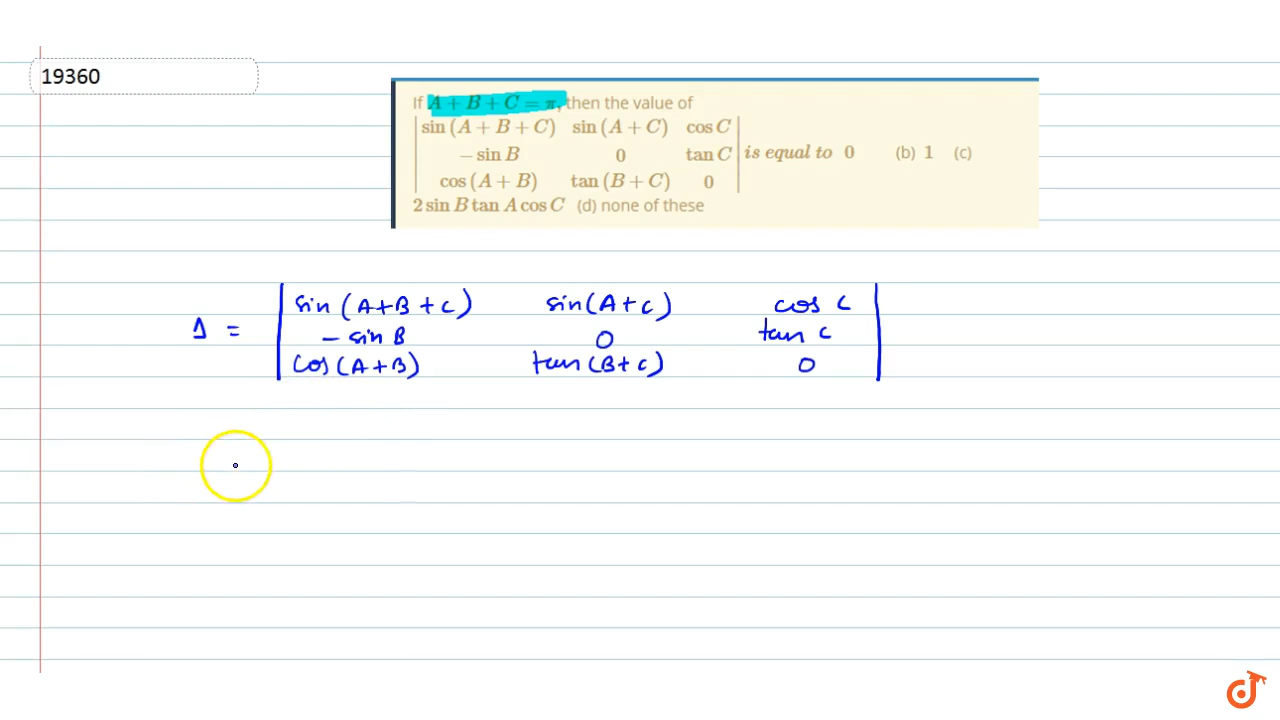 19360
If A + B + C = π, then the value of
| sin (A + B + C) sin (A + C) cos C |
| − sin B 0 tan C | is equal to 0 (b) 1 (c)
| cos (A + B) tan (B + C) 0 |
2 sin B tan A cos C (d) none of these
| sin (A+B+C) sin(A+C) cos C |
Δ = | - sin B 0 tan C |
| cos(A+B) tan(B+C) 0 |